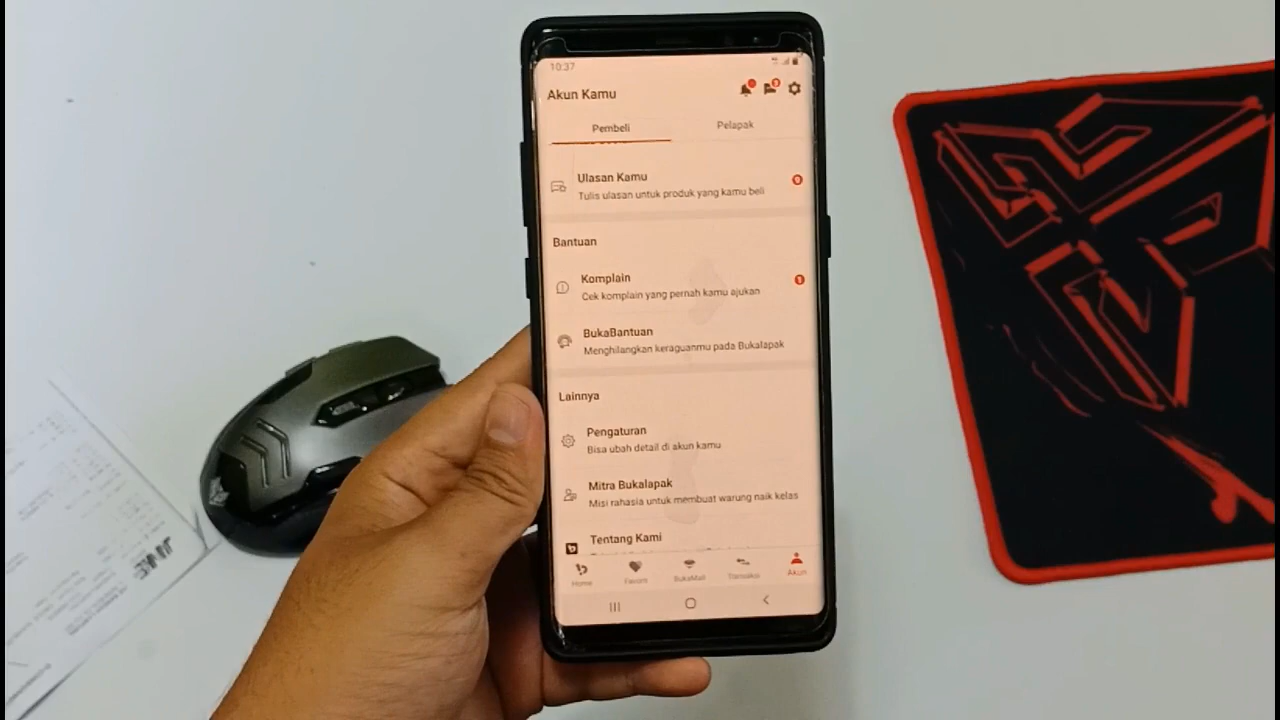 10:37
Akun Kamu
Pembeli
Pelapak
Ulasan Kamu
Tulis ulasan untuk produk yang kamu beli
Bantuan
Komplain
1
Cek komplain yang pernah kamu ajukan
BukaBantuan
Menghilangkan keraguanmu pada Bukalapak
Lainnya
Pengaturan
Bisa ubah detail di akun kamu
Mitra Bukalapak
Misi rahasia untuk membuat warung naik kelas
Tentang Kami
Home
Favorit
BukaMall
Transaksi
Akun